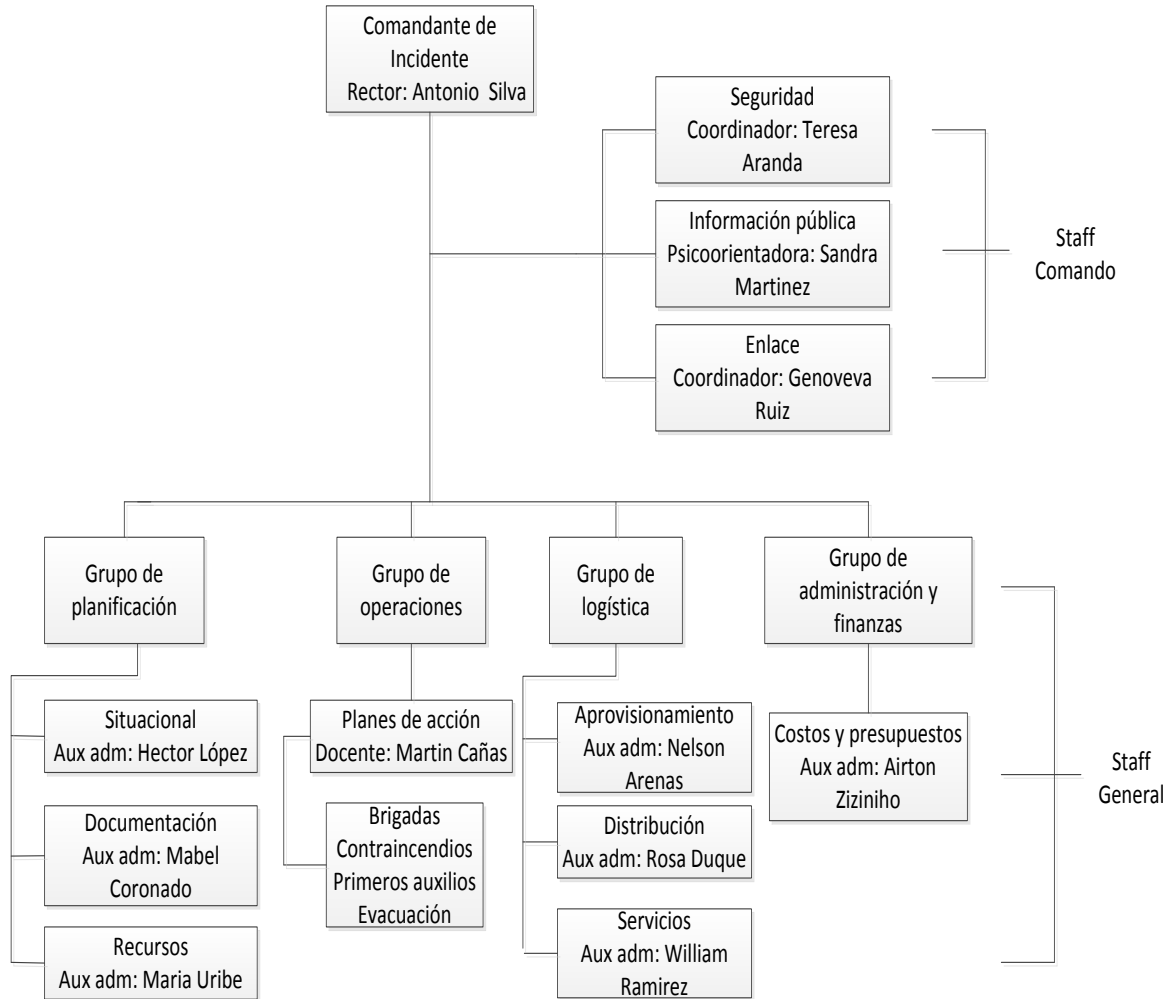 Comandante de
Incidente
Rector: Antonio Silva
Seguridad
Coordinador: Teresa
Aranda
Información pública
Psicoorientadora: Sandra
Martinez
Enlace
Coordinador: Genoveva
Ruiz
Staff
Comando
Grupo de
planificación
Grupo de
operaciones
Grupo de
logística
Grupo de
administración y
finanzas
Situacional
Aux adm: Hector López
Documentación
Aux adm: Mabel
Coronado
Recursos
Aux adm: Maria Uribe
Planes de acción
Docente: Martin Cañas
Brigadas
Contraincendios
Primeros auxilios
Evacuación
Aprovisionamiento
Aux adm: Nelson
Arenas
Distribución
Aux adm: Rosa Duque
Servicios
Aux adm: William
Ramirez
Costos y presupuestos
Aux adm: Airton
Ziziniho
Staff
General